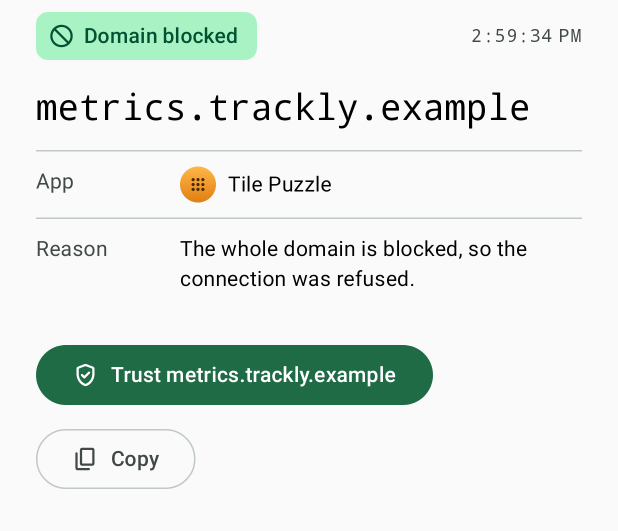 Domain blocked
2:59:34 PM
metrics.trackly.example
App
Tile Puzzle
Reason
The whole domain is blocked, so the
connection was refused.
Trust metrics.trackly.example
Copy